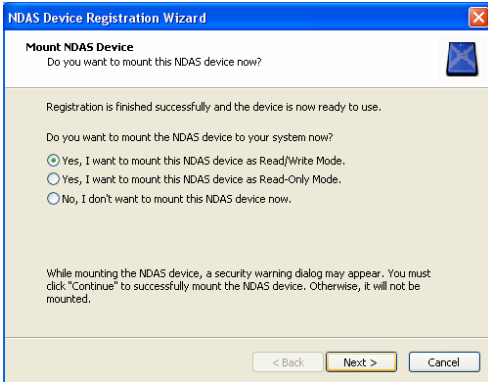 NDAS Device Registration Wizard
Mount NDAS Device
Do you want to mount this NDAS device now?
Registration is finished successfully and the device is now ready to use.
Do you want to mount the NDAS device to your system now?
Yes, I want to mount this NDAS device as Read/Write Mode.
Yes, I want to mount this NDAS device as Read-Only Mode.
No, I don't want to mount this NDAS device now.
While mounting the NDAS device, a security warning dialog may appear. You must
click "Continue" to successfully mount the NDAS device. Otherwise, it will not be
mounted.
< Back Next > Cancel